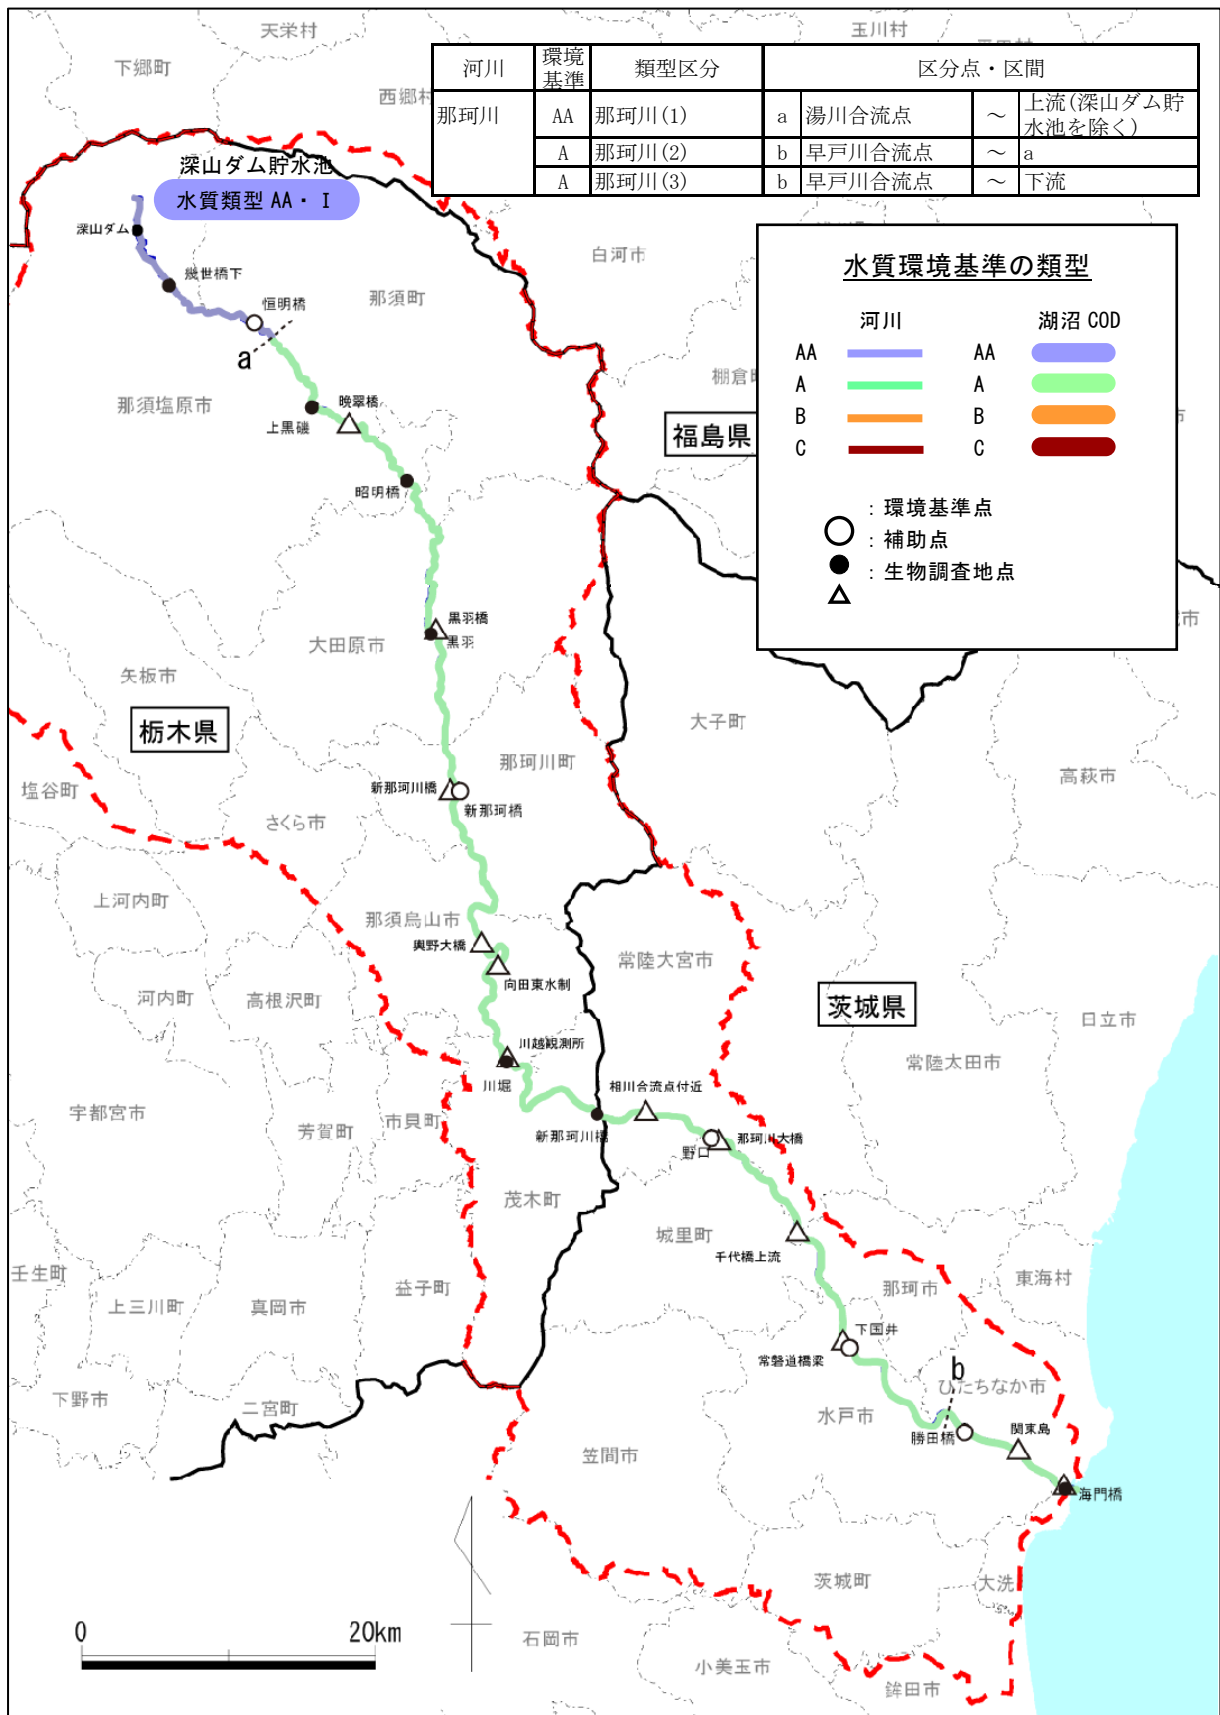 天栄村
玉川村
下郷町
西郷村
河川 環境基準 類型区分 区分点・区間
那珂川 AA 那珂川(1) a 湯川合流点 ～ 上流(深山ダム貯水池を除く)
A 那珂川(2) b 早戸川合流点 ～ a
A 那珂川(3) b 早戸川合流点 ～ 下流
深山ダム貯水池
水質類型 AA・Ⅰ
深山ダム
白河市
幾世橋下
恒明橋
那須町
a
水質環境基準の類型
河川 湖沼 COD
AA AA
A A
B B
C C
：環境基準点
：補助点
：生物調査地点
棚倉町
那須塩原市
晩翠橋
上黒磯
福島県
昭明橋
黒羽橋
黒羽
大田原市
矢板市
栃木県
大子町
那珂川町
高萩市
塩谷町
新那珂川橋
新那珂橋
さくら市
上河内町
那須烏山市
興野大橋
常陸大宮市
向田東水制
河内町
高根沢町
茨城県
日立市
川越観測所
常陸太田市
川堀
相川合流点付近
宇都宮市
芳賀町
市貝町
新那珂川橋
那珂川大橋
野口
茂木町
城里町
千代橋上流
壬生町
上三川町
真岡市
益子町
那珂市
東海村
下国井
常磐道橋梁
b
ひたちなか市
下野市
二宮町
水戸市
勝田橋
関東島
笠間市
海門橋
茨城町
大洗
0 20km
石岡市
小美玉市
鉾田市